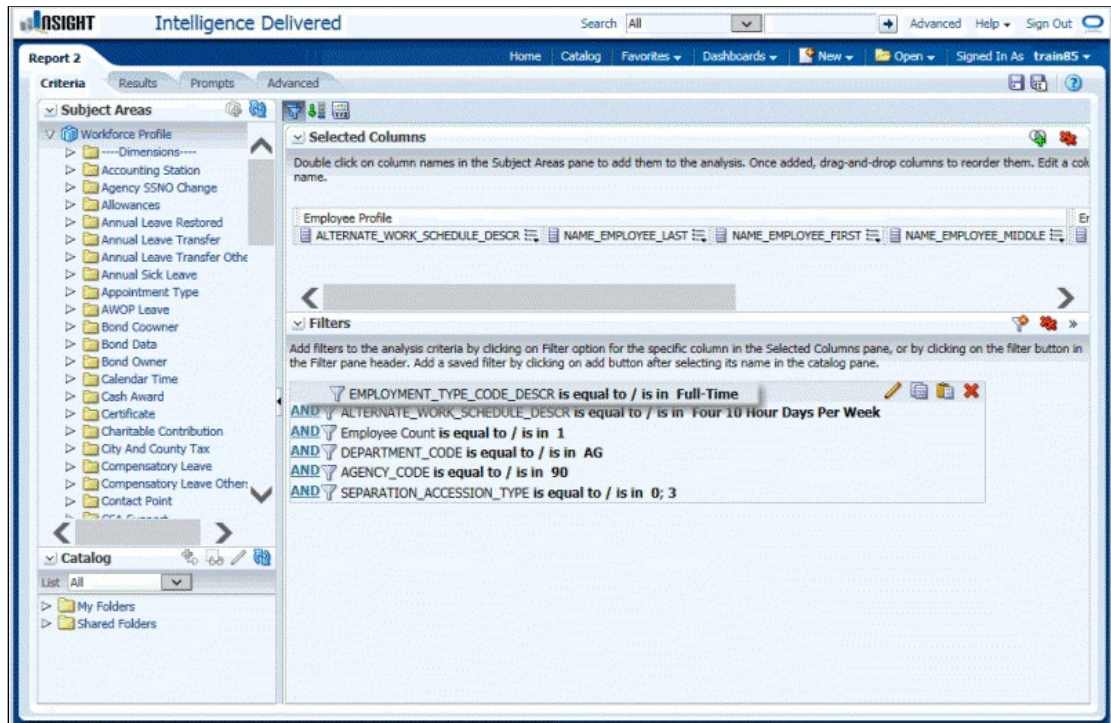 INSIGHT Intelligence Delivered Search All Advanced Help Sign Out
Report 2 Home Catalog Favorites Dashboards New Open Signed In As train85
Criteria Results Prompts Advanced
Subject Areas
Workforce Profile
----Dimensions----
Accounting Station
Agency SSNO Change
Allowances
Annual Leave Restored
Annual Leave Transfer
Annual Leave Transfer Othe
Annual Sick Leave
Appointment Type
AWOP Leave
Bond Coowner
Bond Data
Bond Owner
Calendar Time
Cash Award
Certificate
Charitable Contribution
City And County Tax
Compensatory Leave
Compensatory Leave Other
Contact Point
Catalog
List All
My Folders
Shared Folders
Selected Columns
Double click on column names in the Subject Areas pane to add them to the analysis. Once added, drag-and-drop columns to reorder them. Edit a col
name.
Employee Profile Er
ALTERNATE_WORK_SCHEDULE_DESCR NAME_EMPLOYEE_LAST NAME_EMPLOYEE_FIRST NAME_EMPLOYEE_MIDDLE
Filters
Add filters to the analysis criteria by clicking on Filter option for the specific column in the Selected Columns pane, or by clicking on the filter button in
the Filter pane header. Add a saved filter by clicking on add button after selecting its name in the catalog pane.
EMPLOYMENT_TYPE_CODE_DESCR is equal to / is in Full-Time
AND ALTERNATE_WORK_SCHEDULE_DESCR is equal to / is in Four 10 Hour Days Per Week
AND Employee Count is equal to / is in 1
AND DEPARTMENT_CODE is equal to / is in AG
AND AGENCY_CODE is equal to / is in 90
AND SEPARATION_ACCESSION_TYPE is equal to / is in 0; 3